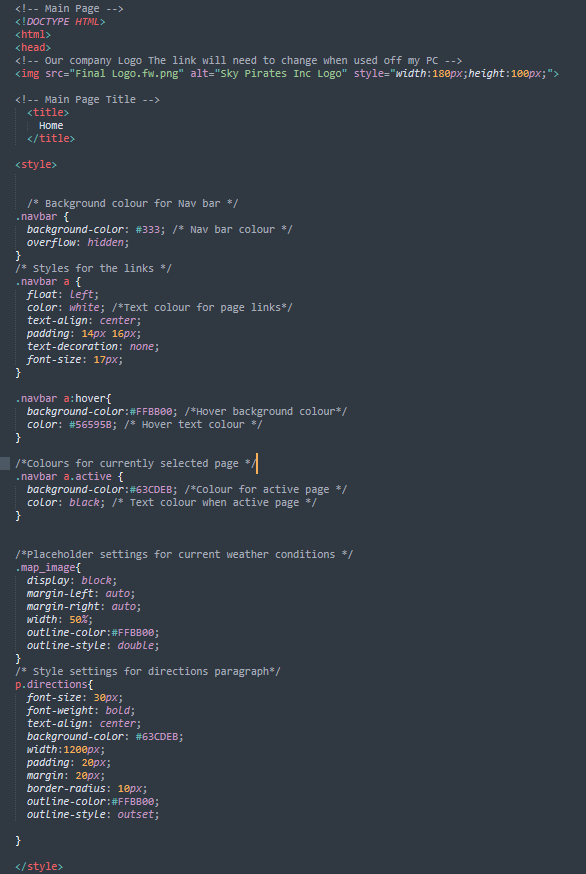 <!-- Main Page -->
<!DOCTYPE HTML>
<html>
<head>
<!-- Our company Logo The link will need to change when used off my PC -->
<img src="Final Logo.fw.png" alt="Sky Pirates Inc Logo" style="width:180px;height:100px;">
<!-- Main Page Title -->
<title>
Home
</title>
<style>
/* Background colour for Nav bar */
.navbar {
background-color: #333; /* Nav bar colour */
overflow: hidden;
}
/* Styles for the links */
.navbar a {
float: left;
color: white; /*Text colour for page links*/
text-align: center;
padding: 14px 16px;
text-decoration: none;
font-size: 17px;
}
.navbar a:hover{
background-color:#FFBB00; /*Hover background colour*/
color: #56595B; /* Hover text colour */
}
/*Colours for currently selected page */
.navbar a.active {
background-color:#63CDEB; /*Colour for active page */
color: black; /* Text colour when active page */
}
/*Placeholder settings for current weather conditions */
.map_image{
display: block;
margin-left: auto;
margin-right: auto;
width: 50%;
outline-color:#FFBB00;
outline-style: double;
}
/* Style settings for directions paragraph*/
p.directions{
font-size: 30px;
font-weight: bold;
text-align: center;
background-color: #63CDEB;
width:1200px;
padding: 20px;
margin: 20px;
border-radius: 10px;
outline-color:#FFBB00;
outline-style: outset;
}
</style>